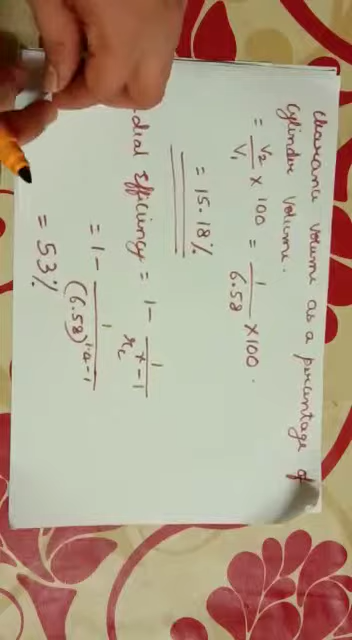 Clearance volume as a percentage of
cylinder volume.
= V2/V1 × 100 = 1/6.58 × 100.
= 15.18%
deal Efficiency = 1 - 1/rc^γ-1
= 1 - 1/(6.58)^1.4-1
= 53%